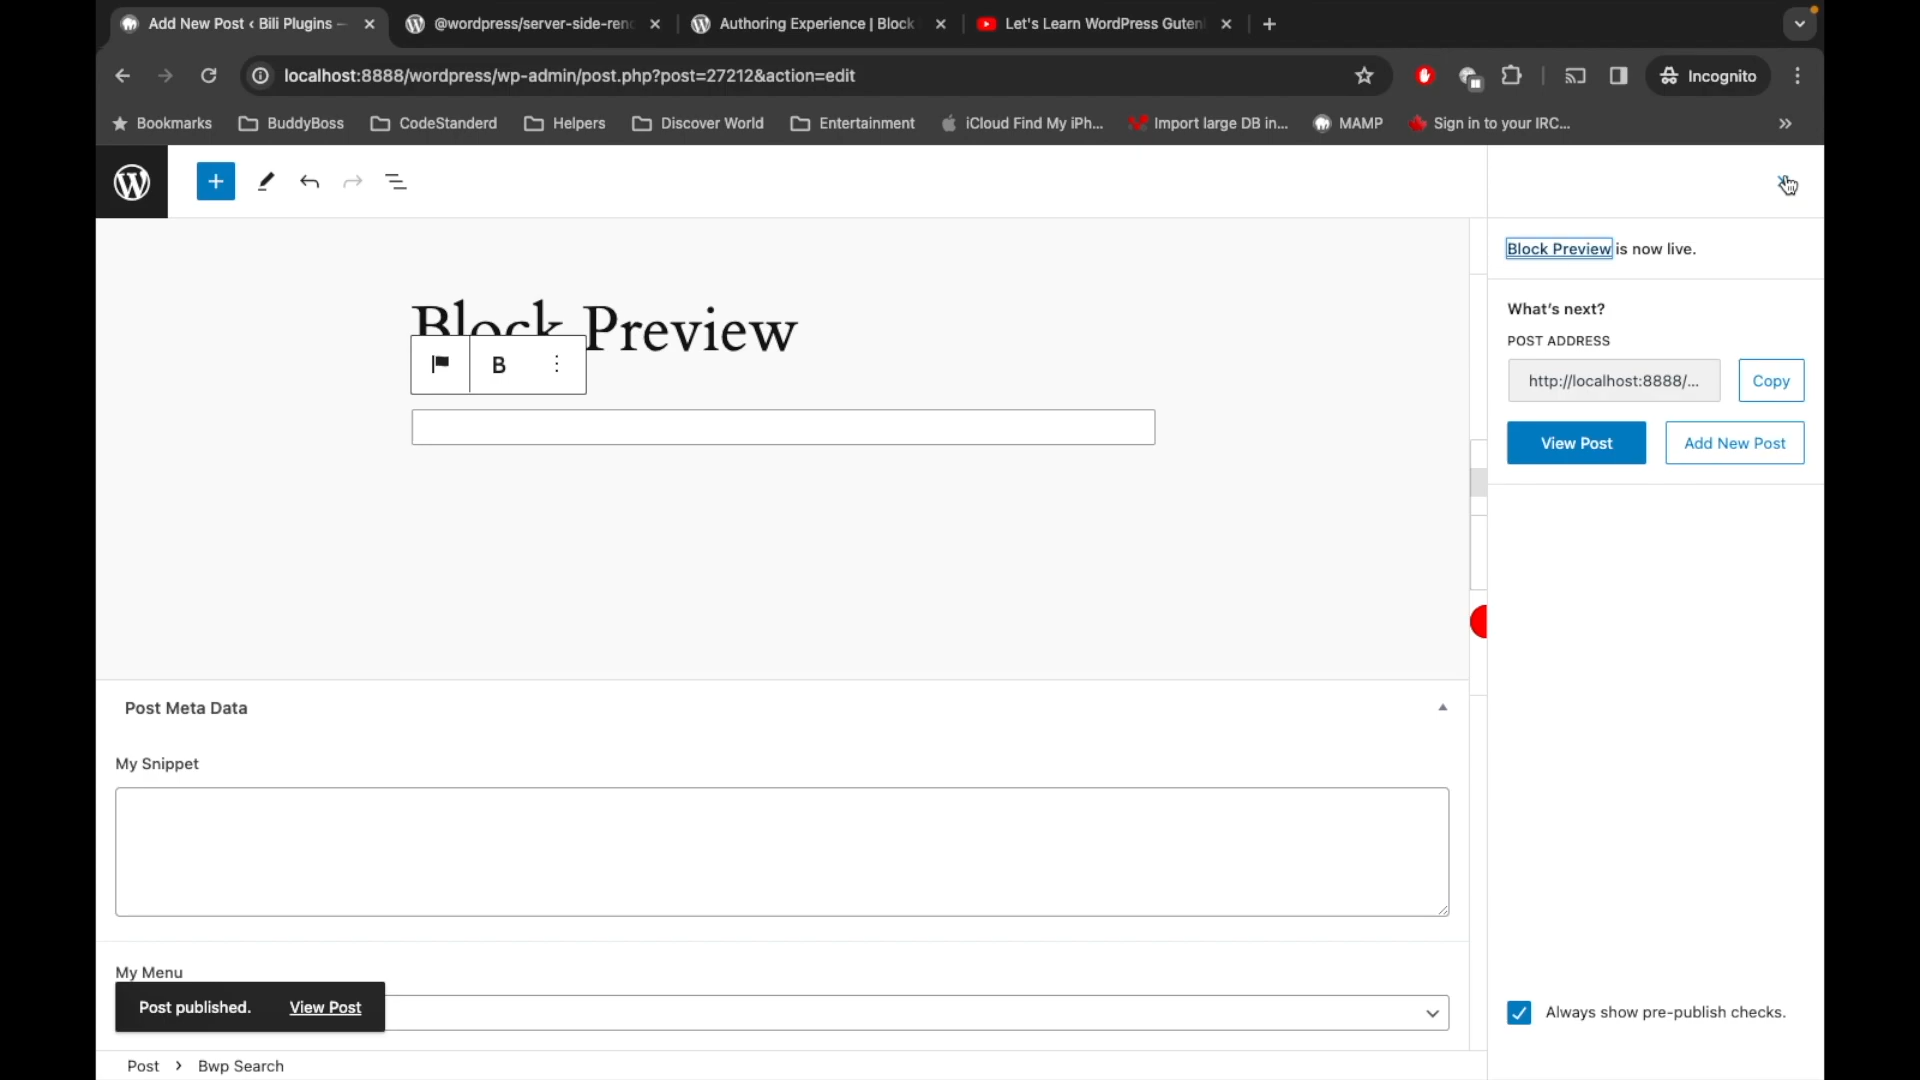 Add New Post ‹ Bili Plugins —
@wordpress/server-side-rend
Authoring Experience | Block
Let's Learn WordPress Guten
localhost:8888/wordpress/wp-admin/post.php?post=27212&action=edit
Incognito
Bookmarks
BuddyBoss
CodeStanderd
Helpers
Discover World
Entertainment
iCloud Find My iPh...
Import large DB in...
MAMP
Sign in to your IRC...
Block Preview is now live.
What's next?
POST ADDRESS
http://localhost:8888/...
Copy
View Post
Add New Post
Block Preview
B
Post Meta Data
My Snippet
My Menu
Post published.
View Post
Always show pre-publish checks.
Post › Bwp Search